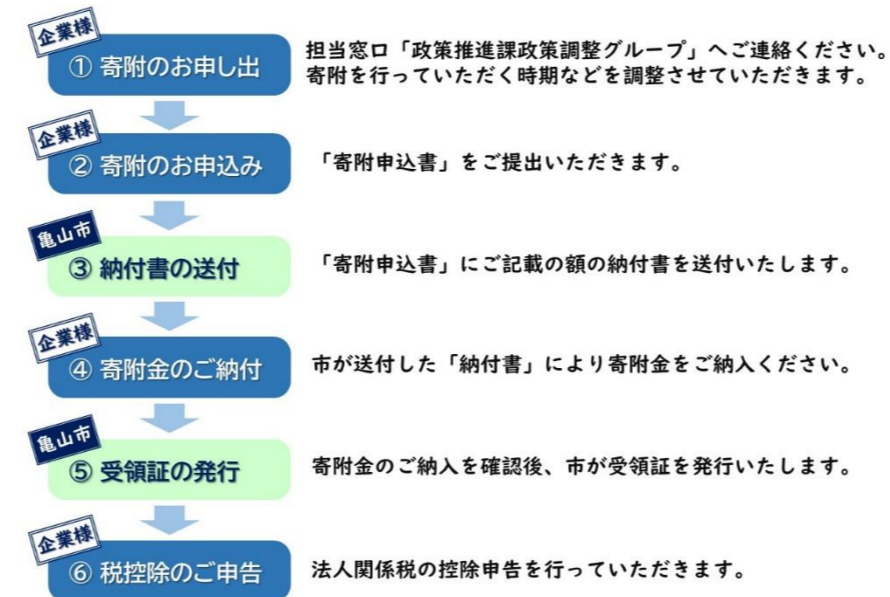 企業様
① 寄附のお申し出
担当窓口「政策推進課政策調整グループ」へご連絡ください。
寄附を行っていただく時期などを調整させていただきます。
企業様
② 寄附のお申込み
「寄附申込書」をご提出いただきます。
亀山市
③ 納付書の送付
「寄附申込書」にご記載の額の納付書を送付いたします。
企業様
④ 寄附金のご納付
市が送付した「納付書」により寄附金をご納入ください。
亀山市
⑤ 受領証の発行
寄附金のご納入を確認後、市が受領証を発行いたします。
企業様
⑥ 税控除のご申告
法人関係税の控除申告を行っていただきます。